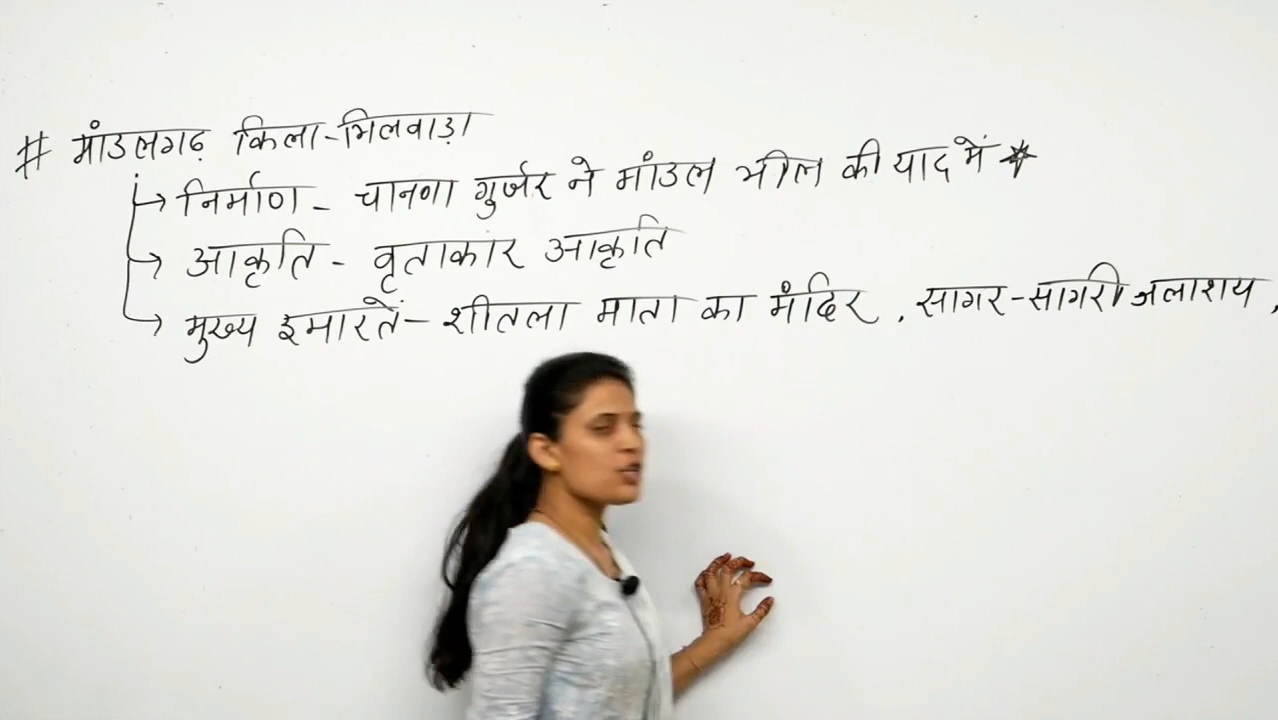 # मांडलगढ़ किला-भिलवाड़ा
→ निर्माण - चानणा गुर्जर ने मांडल भील की याद में ★
→ आकृति - वृताकार आकृति
→ मुख्य इमारतें - शीतला माता का मंदिर, सागर-सागरी जलाशय,